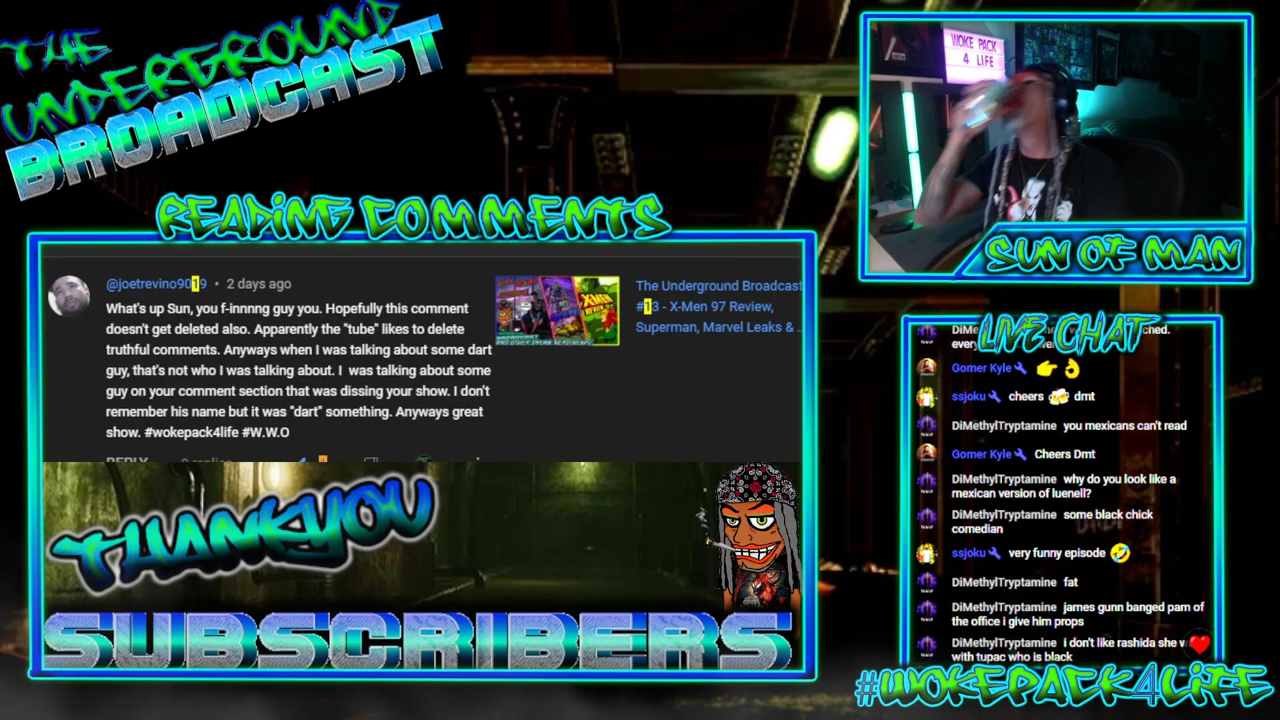 THE
UNDERGROUND
BROADCAST
READING COMMENTS
@joetrevino9019 • 2 days ago
What's up Sun, you f-innnng guy you. Hopefully this comment
doesn't get deleted also. Apparently the "tube" likes to delete
truthful comments. Anyways when I was talking about some dart
guy, that's not who I was talking about. I was talking about some
guy on your comment section that was dissing your show. I don't
remember his name but it was "dart" something. Anyways great
show. #wokepack4life #W.W.O
The Underground Broadcast
#13 - X-Men 97 Review,
Superman, Marvel Leaks & ..
THANK YOU
SUBSCRIBERS
WOKE PACK
4 LIFE
SUN OF MAN
LIVE CHAT
Gomer Kyle
ssjoku cheers 🍻 dmt
DiMethylTryptamine you mexicans can't read
Gomer Kyle Cheers Dmt
DiMethylTryptamine why do you look like a
mexican version of luenell?
DiMethylTryptamine some black chick
comedian
ssjoku very funny episode 🤣
DiMethylTryptamine fat
DiMethylTryptamine james gunn banged pam of
the office i give him props
DiMethylTryptamine i don't like rashida she
with tupac who is black
#WOKEPACK4LIFE